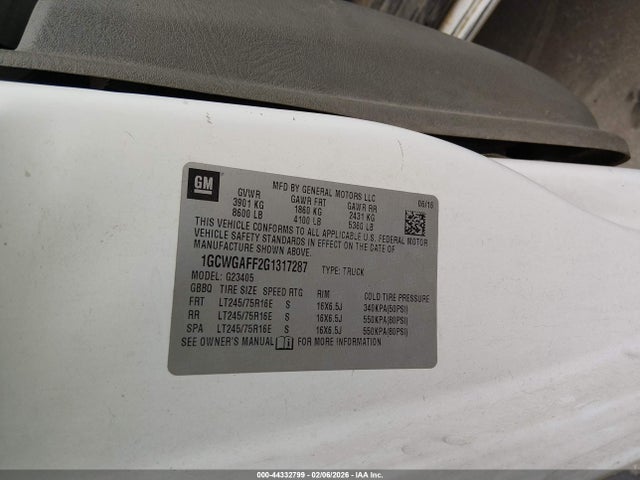 GM
MFD BY GENERAL MOTORS LLC
06/16
GVWR GAWR FRT GAWR RR
3901 KG 1860 KG 2431 KG
8600 LB 4100 LB 5360 LB
THIS VEHICLE CONFORMS TO ALL APPLICABLE U.S. FEDERAL MOTOR
VEHICLE SAFETY STANDARDS IN EFFECT ON THE DATE OF
MANUFACTURE SHOWN ABOVE.
1GCWGAFF2G1317287 TYPE: TRUCK
MODEL: G23405
GBBQ TIRE SIZE SPEED RTG RIM COLD TIRE PRESSURE
FRT LT245/75R16E S 16X6.5J 340KPA(50PSI)
RR LT245/75R16E S 16X6.5J 550KPA(80PSI)
SPA LT245/75R16E S 16X6.5J 550KPA(80PSI)
SEE OWNER'S MANUAL FOR MORE INFORMATION
000-44332799 - 02/06/2026 - IAA Inc.